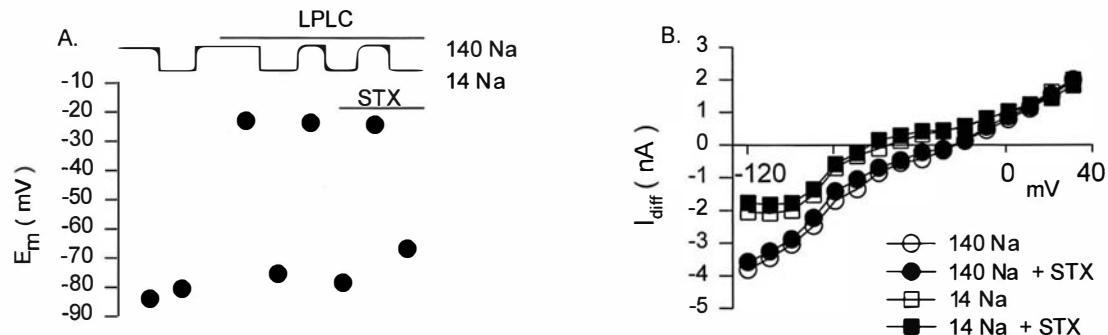 A.
LPLC
140 Na
14 Na
STX
-10
-20
-30
-40
-50
-60
-70
-80
-90
E_m ( mV )
B.
3
2
1
0
-1
-2
-3
-4
-5
I_diff ( nA )
-120
0
40
mV
140 Na
140 Na + STX
14 Na
14 Na + STX